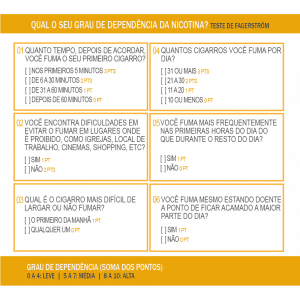 QUAL O SEU GRAU DE DEPENDÊNCIA DA NICOTINA? TESTE DE FAGERSTRÖM
01 QUANTO TEMPO, DEPOIS DE ACORDAR,
VOCÊ FUMA O SEU PRIMEIRO CIGARRO?
[ ] NOS PRIMEIROS 5 MINUTOS 3 PTS
[ ] DE 6 A 30 MINUTOS 2 PTS
[ ] DE 31 A 60 MINUTOS 1 PT
[ ] DEPOIS DE 60 MINUTOS 0 PT
02 VOCÊ ENCONTRA DIFICULDADES EM
EVITAR O FUMAR EM LUGARES ONDE
É PROIBIDO, COMO IGREJAS, LOCAL DE
TRABALHO, CINEMAS, SHOPPING, ETC?
[ ] SIM 1 PT
[ ] NÃO
03 QUAL É O CIGARRO MAIS DIFÍCIL DE
LARGAR OU NÃO FUMAR?
[ ] O PRIMEIRO DA MANHÃ 1 PT
[ ] QUALQUER UM 0 PT
04 QUANTOS CIGARROS VOCÊ FUMA POR
DIA?
[ ] 31 OU MAIS 3 PTS
[ ] 21 A 30 2 PTS
[ ] 11 A 20 1 PT
[ ] 10 OU MENOS 0 PT
05 VOCÊ FUMA MAIS FREQUENTEMENTE
NAS PRIMEIRAS HORAS DO DIA DO
QUE DURANTE O RESTO DO DIA?
[ ] SIM 1 PT
[ ] NÃO 0 PT
06 VOCÊ FUMA MESMO ESTANDO DOENTE
A PONTO DE FICAR ACAMADO A MAIOR
PARTE DO DIA?
[ ] SIM 1 PT
[ ] NÃO 0 PT
GRAU DE DEPENDÊNCIA (SOMA DOS PONTOS)
0 A 4: LEVE | 5 A 7: MÉDIA | 8 A 10: ALTA